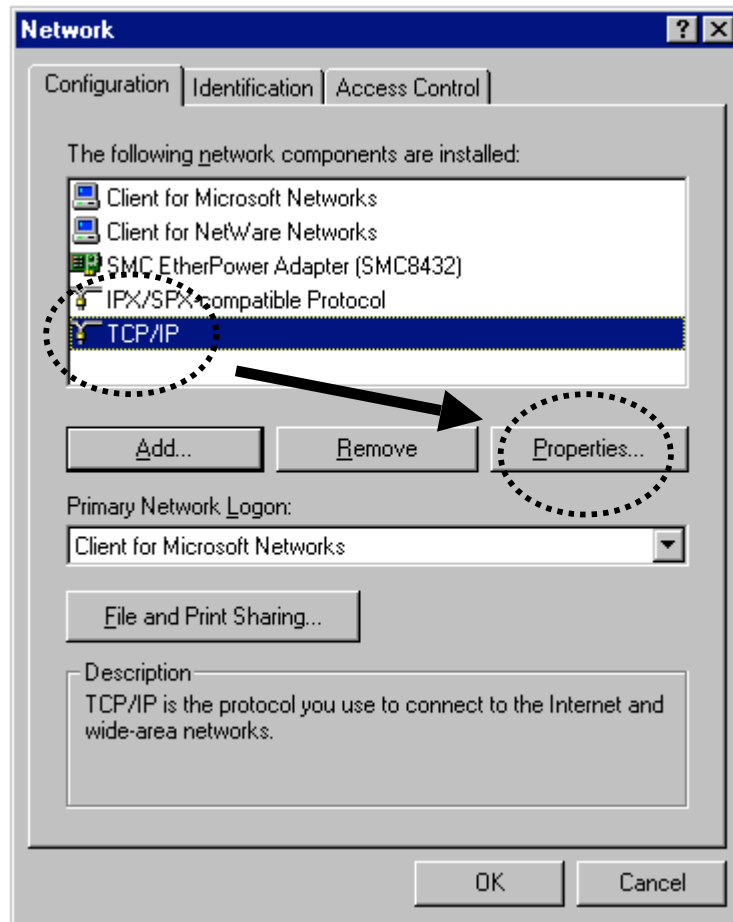 Network
Configuration Identification Access Control
The following network components are installed:
Client for Microsoft Networks
Client for NetWare Networks
SMC EtherPower Adapter (SMC8432)
IPX/SPX-compatible Protocol
TCP/IP
Add... Remove Properties...
Primary Network Logon:
Client for Microsoft Networks
File and Print Sharing...
Description
TCP/IP is the protocol you use to connect to the Internet and
wide-area networks.
OK Cancel